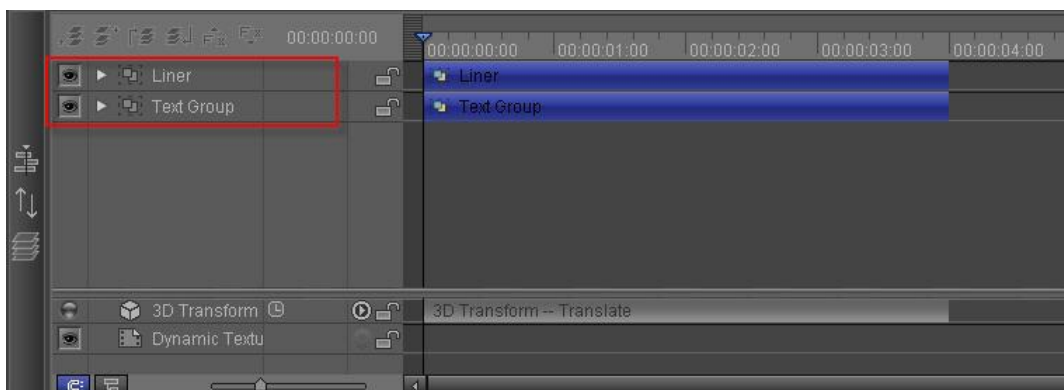 00:00:00:00
00:00:00:00 00:00:01:00 00:00:02:00 00:00:03:00 00:00:04:00
Liner Liner
Text Group Text Group
3D Transform 3D Transform -- Translate
Dynamic Textu